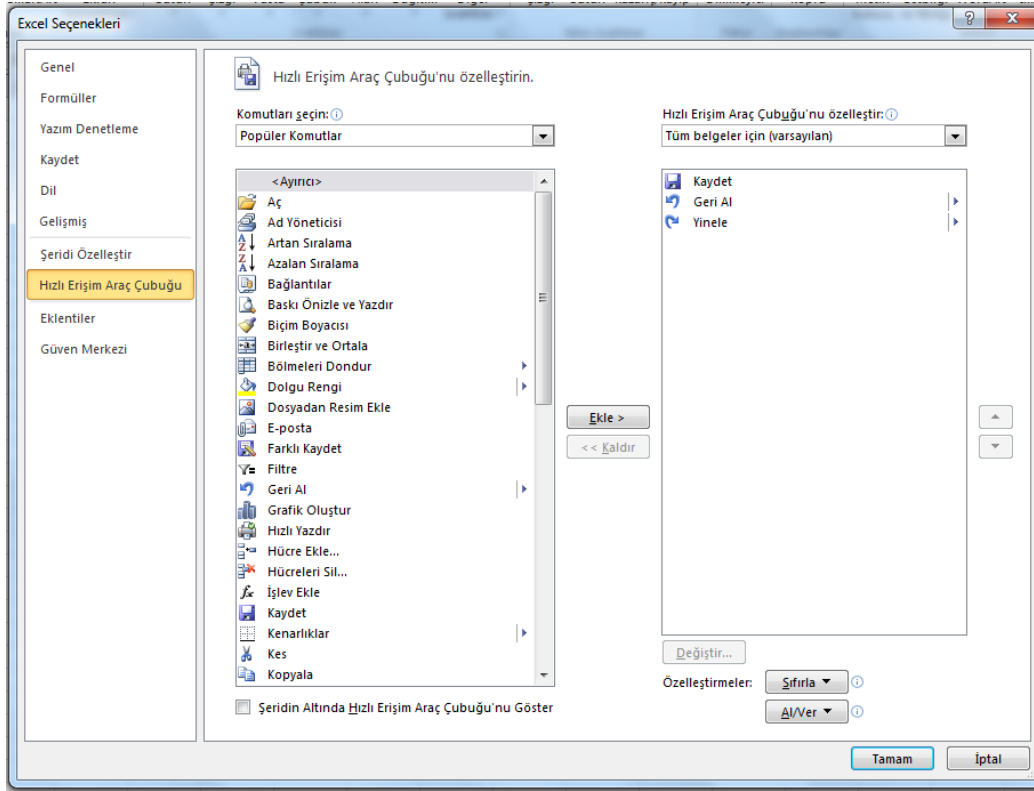 Excel Seçenekleri
Genel
Formüller
Yazım Denetleme
Kaydet
Dil
Gelişmiş
Şeridi Özelleştir
Hızlı Erişim Araç Çubuğu
Eklentiler
Güven Merkezi
Hızlı Erişim Araç Çubuğu'nu özelleştirin.
Komutları seçin:
Popüler Komutlar
<Ayırıcı>
Aç
Ad Yöneticisi
Artan Sıralama
Azalan Sıralama
Bağlantılar
Baskı Önizle ve Yazdır
Biçim Boyacısı
Birleştir ve Ortala
Bölmeleri Dondur
Dolgu Rengi
Dosyadan Resim Ekle
E-posta
Farklı Kaydet
Filtre
Geri Al
Grafik Oluştur
Hızlı Yazdır
Hücre Ekle...
Hücreleri Sil...
İşlev Ekle
Kaydet
Kenarlıklar
Kes
Kopyala
Şeridin Altında Hızlı Erişim Araç Çubuğu'nu Göster
Ekle >
<< Kaldır
Hızlı Erişim Araç Çubuğu'nu özelleştir:
Tüm belgeler için (varsayılan)
Kaydet
Geri Al
Yinele
Değiştir...
Özelleştirmeler:
Sıfırla
Al/Ver
Tamam
İptal